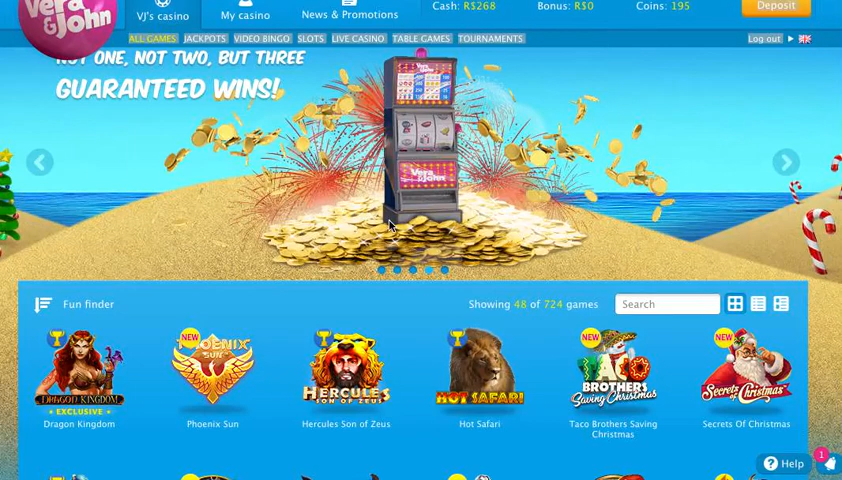 Vera
&John
VJ's casino
My casino
News & Promotions
Cash: R$268
Bonus: R$0
Coins: 195
Deposit
ALL GAMES JACKPOTS VIDEO BINGO SLOTS LIVE CASINO TABLE GAMES TOURNAMENTS
Log out
NOT ONE, NOT TWO, BUT THREE
GUARANTEED WINS!
Vera
&John
Fun finder
Showing 48 of 724 games
Search
DRAGON KINGDOM
EXCLUSIVE
Dragon Kingdom
NEW
PHOENIX
SUN
Phoenix Sun
HERCULES
SON OF ZEUS
Hercules Son of Zeus
HOT SAFARI
Hot Safari
NEW
TACO
BROTHERS
Saving Christmas
Taco Brothers Saving
Christmas
NEW
Secrets of Christmas
Secrets Of Christmas
? Help
1